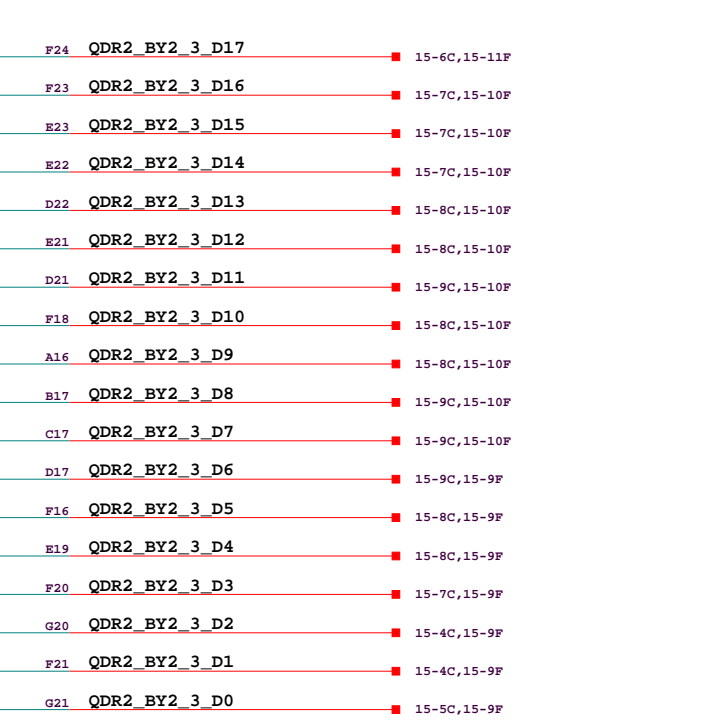 F24 QDR2_BY2_3_D17 15-6C,15-11F
F23 QDR2_BY2_3_D16 15-7C,15-10F
E23 QDR2_BY2_3_D15 15-7C,15-10F
E22 QDR2_BY2_3_D14 15-7C,15-10F
D22 QDR2_BY2_3_D13 15-8C,15-10F
E21 QDR2_BY2_3_D12 15-8C,15-10F
D21 QDR2_BY2_3_D11 15-9C,15-10F
F18 QDR2_BY2_3_D10 15-8C,15-10F
A16 QDR2_BY2_3_D9 15-8C,15-10F
B17 QDR2_BY2_3_D8 15-9C,15-10F
C17 QDR2_BY2_3_D7 15-9C,15-10F
D17 QDR2_BY2_3_D6 15-9C,15-9F
F16 QDR2_BY2_3_D5 15-8C,15-9F
E19 QDR2_BY2_3_D4 15-8C,15-9F
F20 QDR2_BY2_3_D3 15-7C,15-9F
G20 QDR2_BY2_3_D2 15-4C,15-9F
F21 QDR2_BY2_3_D1 15-4C,15-9F
G21 QDR2_BY2_3_D0 15-5C,15-9F